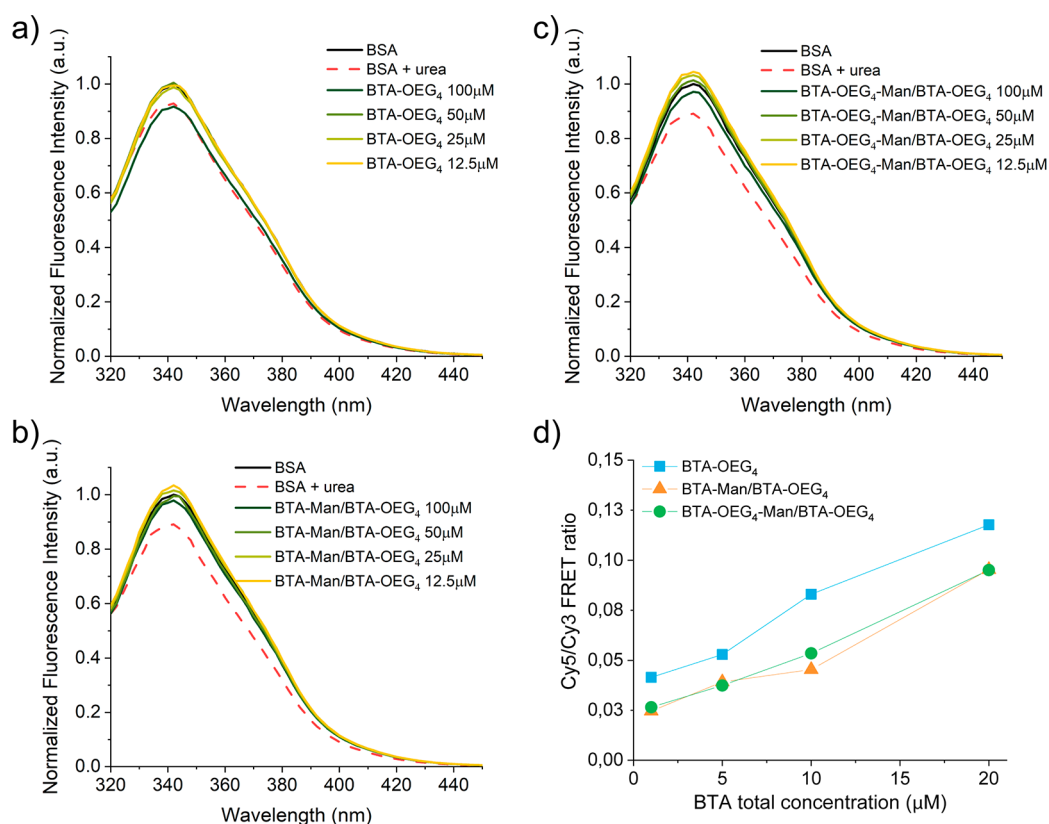 a)
Normalized Fluorescence Intensity (a.u.)
1.0
0.8
0.6
0.4
0.2
0.0
320 340 360 380 400 420 440
Wavelength (nm)
BSA
BSA + urea
BTA-OEG₄ 100μM
BTA-OEG₄ 50μM
BTA-OEG₄ 25μM
BTA-OEG₄ 12.5μM
c)
Normalized Fluorescence Intensity (a.u.)
1.0
0.8
0.6
0.4
0.2
0.0
320 340 360 380 400 420 440
Wavelength (nm)
BSA
BSA + urea
BTA-OEG₄-Man/BTA-OEG₄ 100μM
BTA-OEG₄-Man/BTA-OEG₄ 50μM
BTA-OEG₄-Man/BTA-OEG₄ 25μM
BTA-OEG₄-Man/BTA-OEG₄ 12.5μM
b)
Normalized Fluorescence Intensity (a.u.)
1.0
0.8
0.6
0.4
0.2
0.0
320 340 360 380 400 420 440
Wavelength (nm)
BSA
BSA + urea
BTA-Man/BTA-OEG₄ 100μM
BTA-Man/BTA-OEG₄ 50μM
BTA-Man/BTA-OEG₄ 25μM
BTA-Man/BTA-OEG₄ 12.5μM
d)
Cy5/Cy3 FRET ratio
0,15
0,13
0,10
0,08
0,05
0,03
0,00
0 5 10 15 20
BTA total concentration (μM)
BTA-OEG₄
BTA-Man/BTA-OEG₄
BTA-OEG₄-Man/BTA-OEG₄